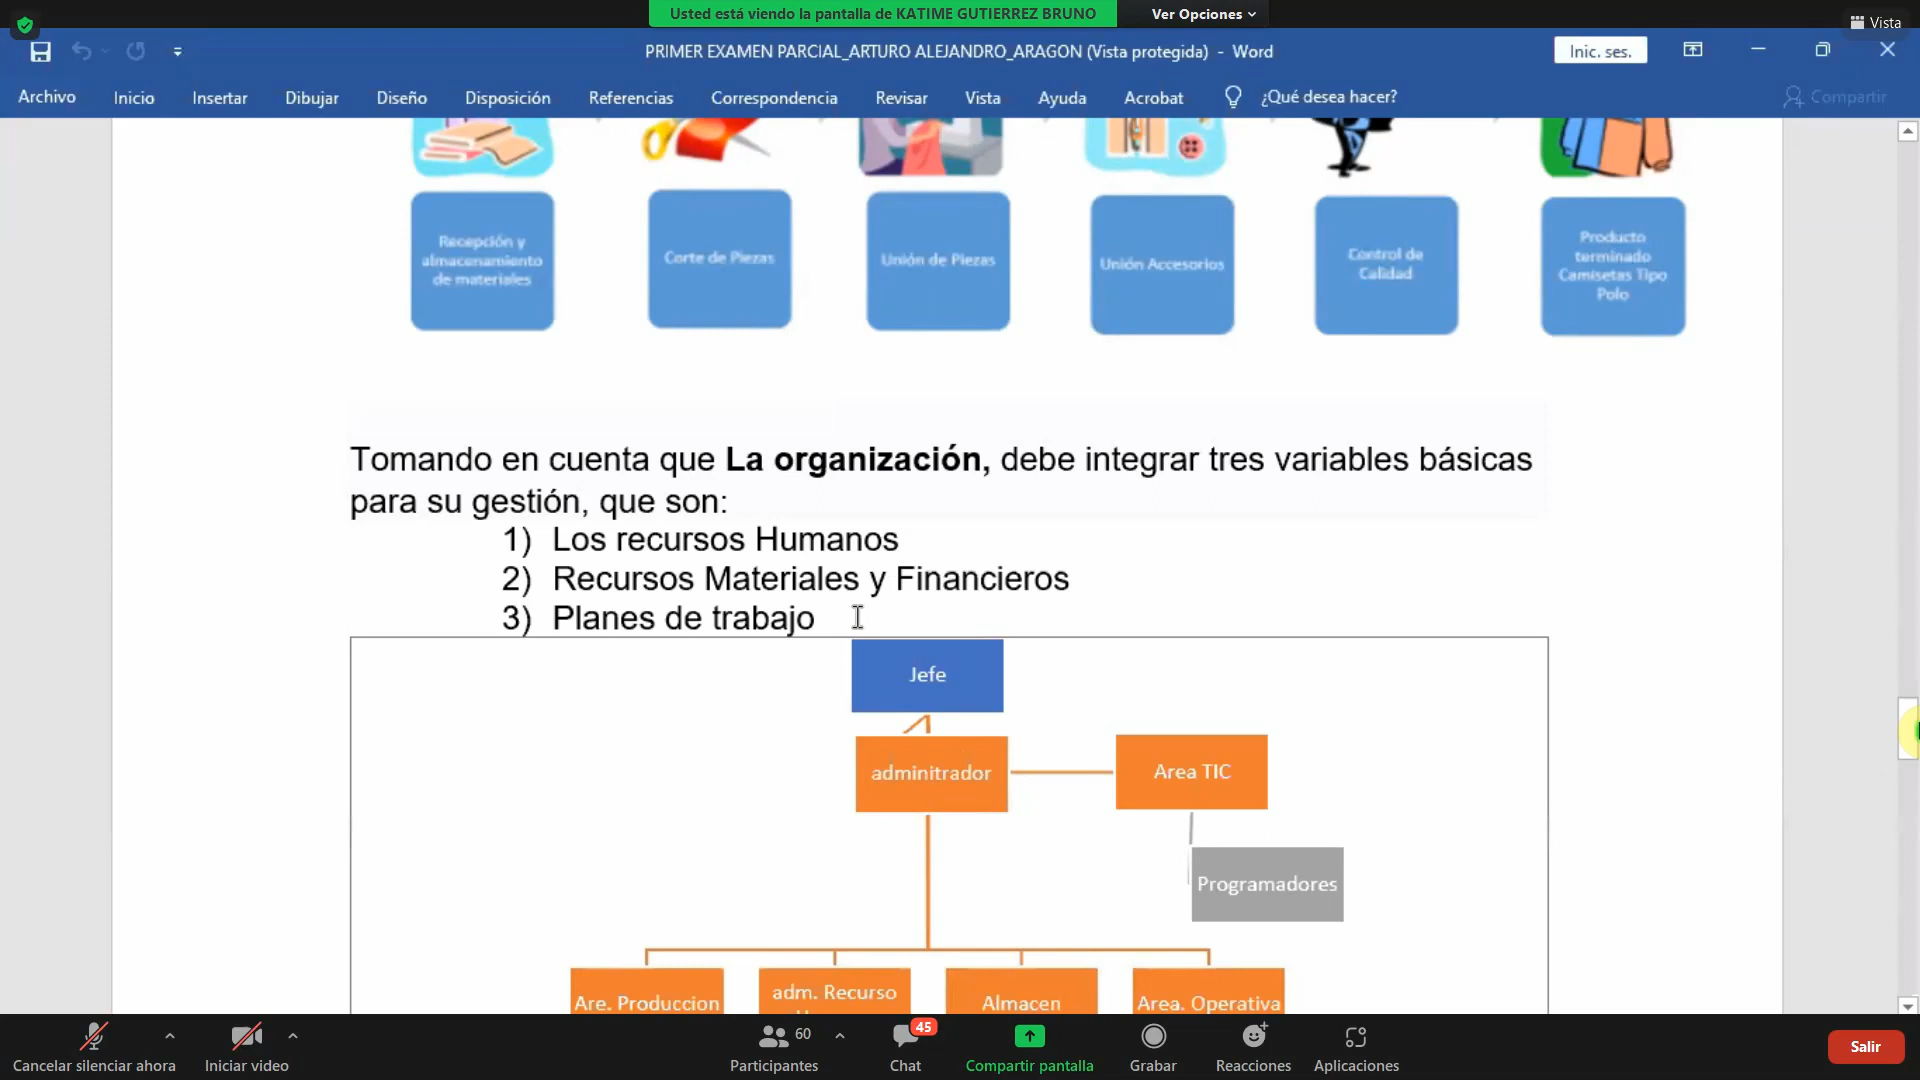 Usted está viendo la pantalla de KATIME GUTIERREZ BRUNO
Ver Opciones
Vista
PRIMER EXAMEN PARCIAL_ARTURO ALEJANDRO_ARAGON (Vista protegida) - Word
Inic. ses.
Archivo Inicio Insertar Dibujar Diseño Disposición Referencias Correspondencia Revisar Vista Ayuda Acrobat ¿Qué desea hacer? Compartir
Recepción y
almacenamiento
de materiales
Corte de Piezas
Unión de Piezas
Unión Accesorios
Control de
Calidad
Producto
terminado
Camisetas Tipo
Polo
Tomando en cuenta que La organización, debe integrar tres variables básicas
para su gestión, que son:
1) Los recursos Humanos
2) Recursos Materiales y Financieros
3) Planes de trabajo
Jefe
adminitrador
Area TIC
Programadores
Are. Produccion
adm. Recurso
Almacen
Area. Operativa
Cancelar silenciar ahora
Iniciar video
60
Participantes
45
Chat
Compartir pantalla
Grabar
Reacciones
Aplicaciones
Salir